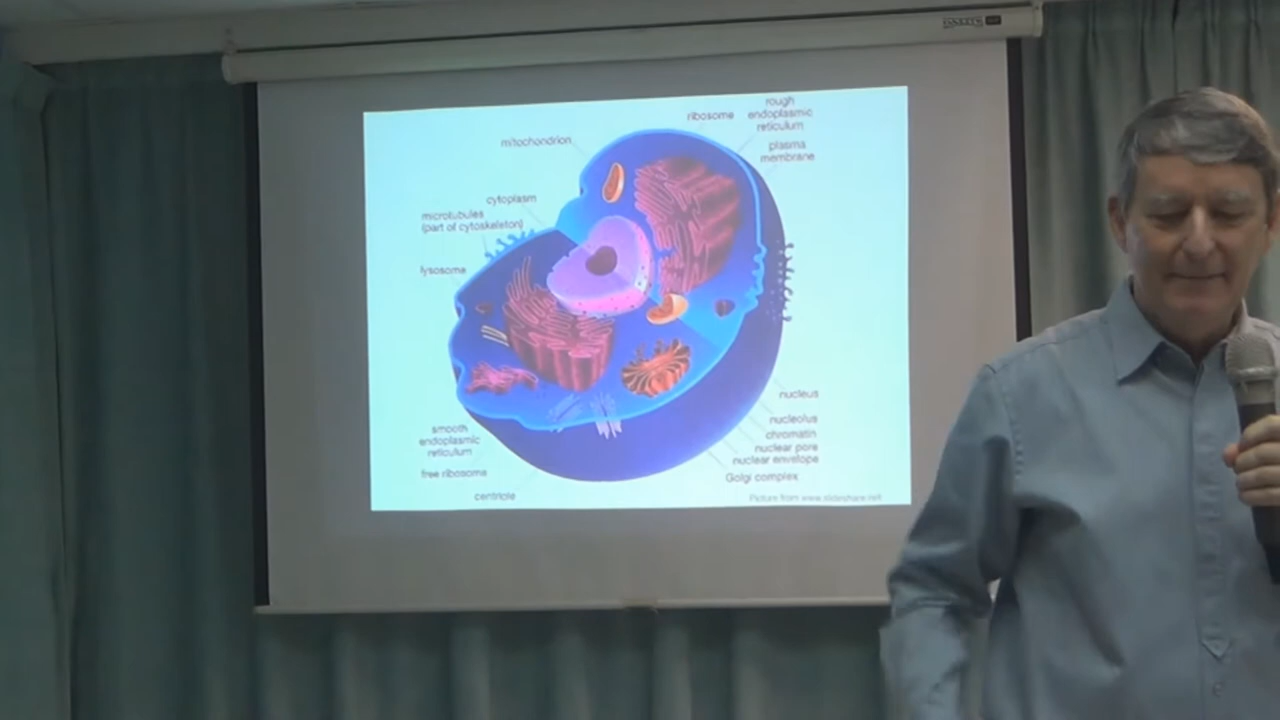 ribosome
rough
endoplasmic
reticulum
mitochondrion
plasma
membrane
cytoplasm
microtubules
(part of cytoskeleton)
lysosome
nucleus
nucleolus
chromatin
nuclear pore
nuclear envelope
Golgi complex
smooth
endoplasmic
reticulum
free ribosome
centriole
Picture from www.slideshare.net